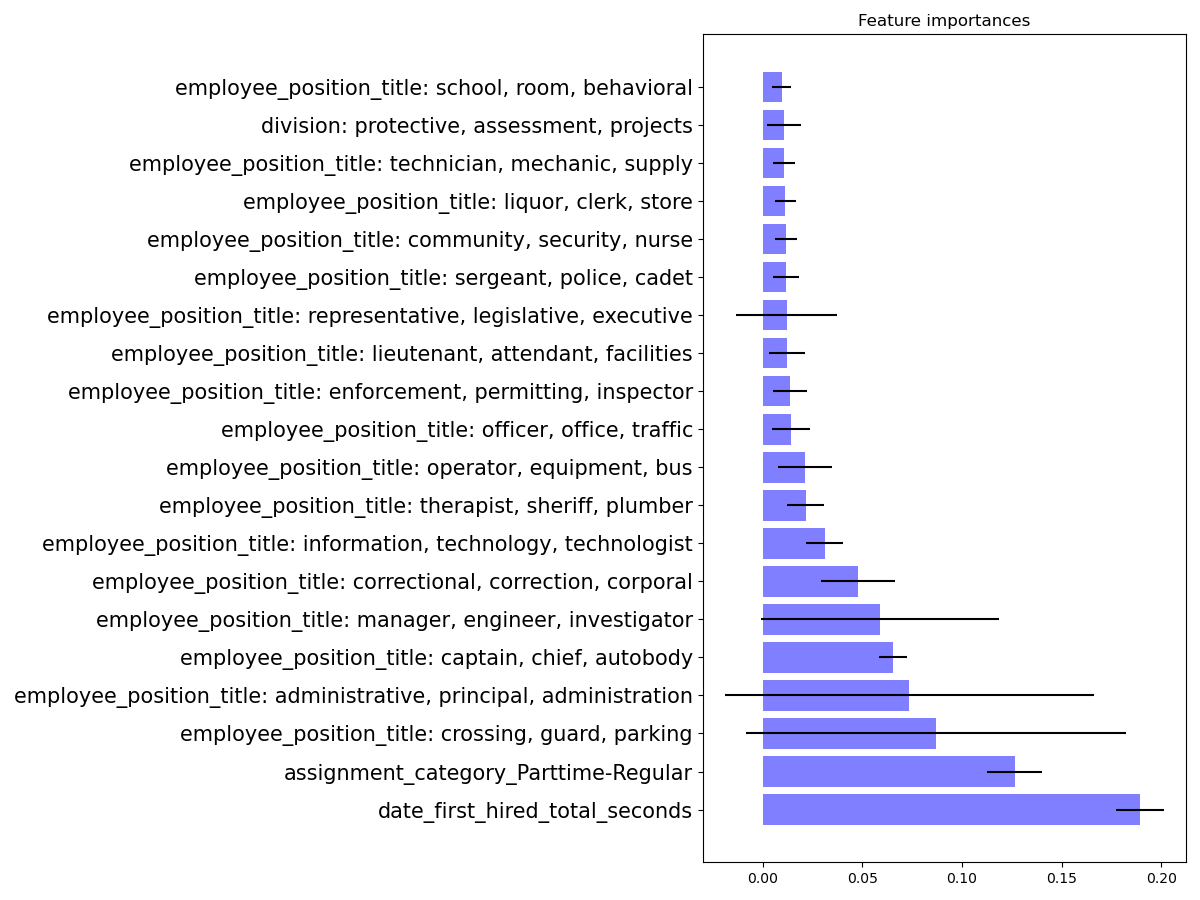 Feature importances
employee_position_title: school, room, behavioral
division: protective, assessment, projects
employee_position_title: technician, mechanic, supply
employee_position_title: liquor, clerk, store
employee_position_title: community, security, nurse
employee_position_title: sergeant, police, cadet
employee_position_title: representative, legislative, executive
employee_position_title: lieutenant, attendant, facilities
employee_position_title: enforcement, permitting, inspector
employee_position_title: officer, office, traffic
employee_position_title: operator, equipment, bus
employee_position_title: therapist, sheriff, plumber
employee_position_title: information, technology, technologist
employee_position_title: correctional, correction, corporal
employee_position_title: manager, engineer, investigator
employee_position_title: captain, chief, autobody
employee_position_title: administrative, principal, administration
employee_position_title: crossing, guard, parking
assignment_category_Parttime-Regular
date_first_hired_total_seconds
0.00 0.05 0.10 0.15 0.20